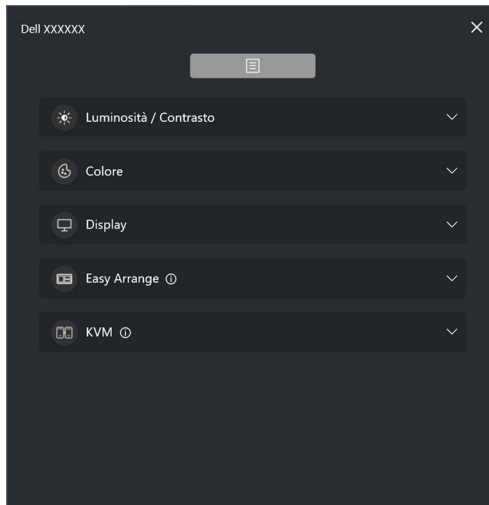 Dell XXXXXX
Luminosità / Contrasto
Colore
Display
Easy Arrange
KVM